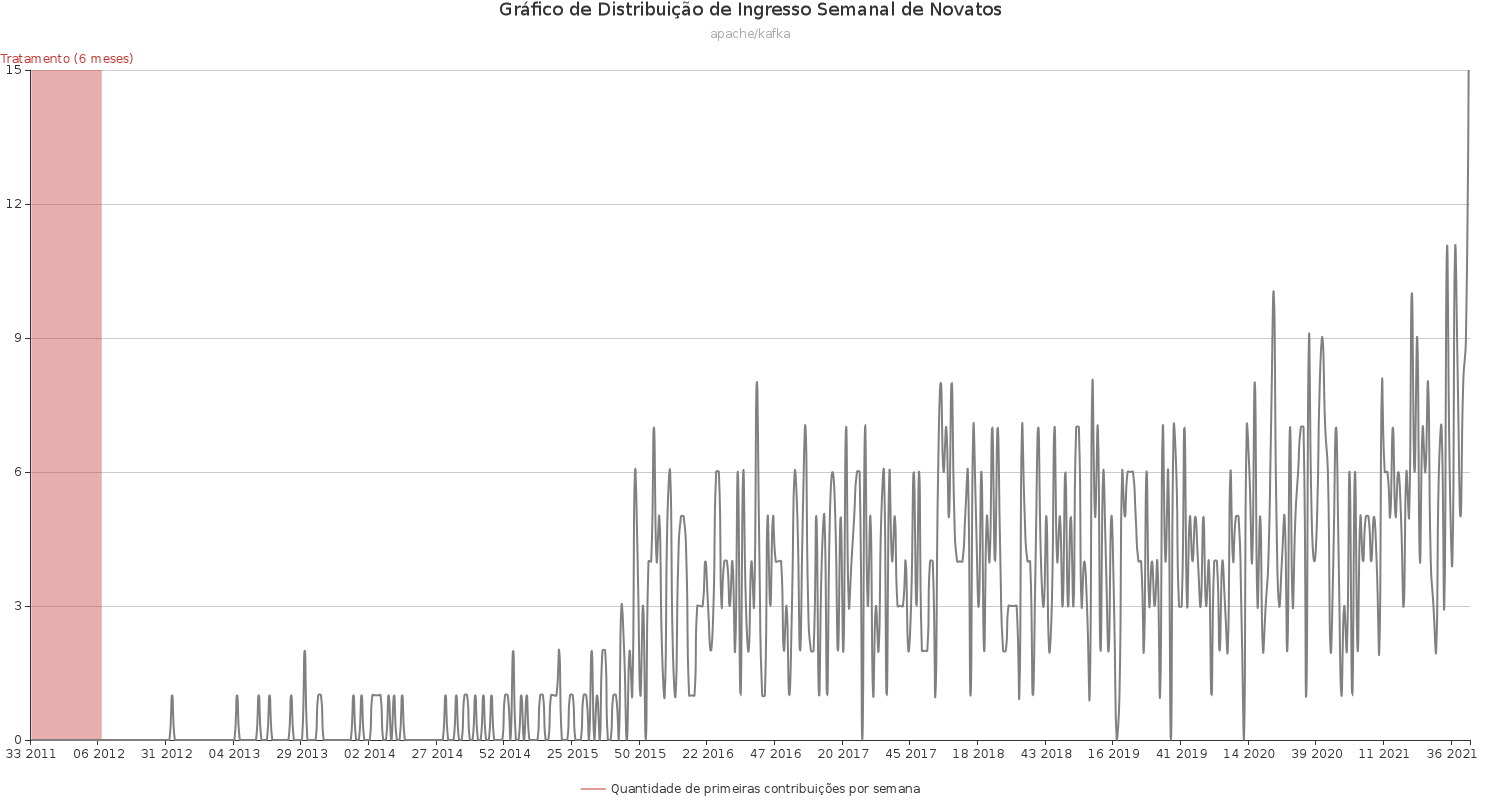 Gráfico de Distribuição de Ingresso Semanal de Novatos
apache/kafka
Tratamento (6 meses)
15
12
9
6
3
0
33 2011 06 2012 31 2012 04 2013 29 2013 02 2014 27 2014 52 2014 25 2015 50 2015 22 2016 47 2016 20 2017 45 2017 18 2018 43 2018 16 2019 41 2019 14 2020 39 2020 11 2021 36 2021
Quantidade de primeiras contribuições por semana